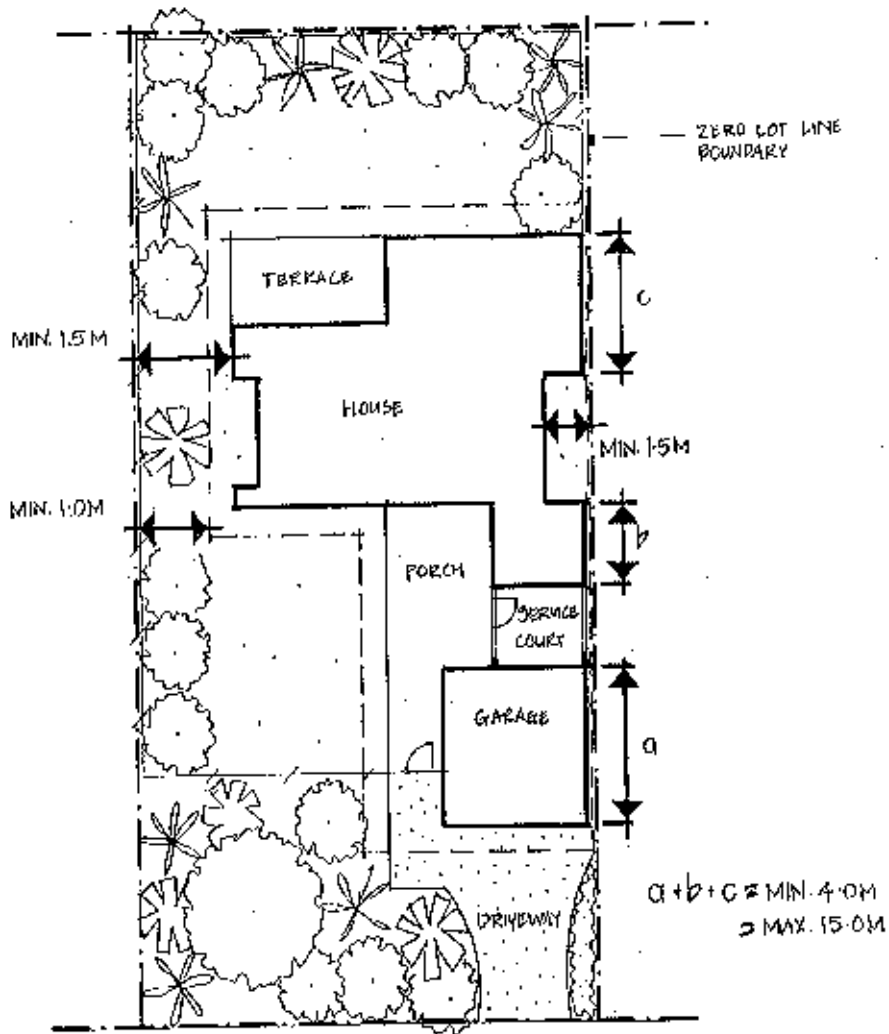 ZERO LOT LINE
BOUNDARY
TERRACE
C
MIN. 1.5M
HOUSE
MIN. 1.5M
MIN. 1.0M
b
PORCH
SERVICE
COURT
GARAGE
a
a+b+c = MIN. 4.0M
= MAX. 15.0M
DRIVEWAY